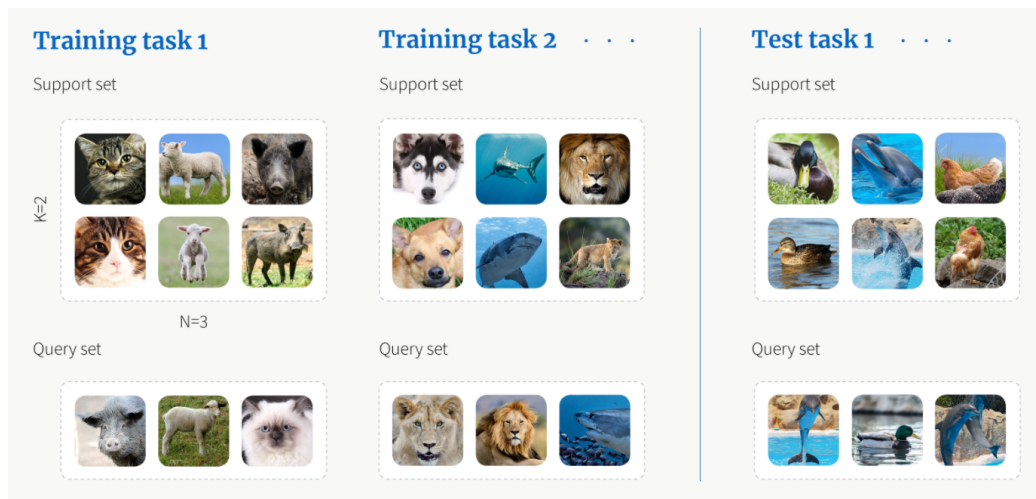 Training task 1
Support set
K=2
N=3
Query set
Training task 2 . . .
Support set
Query set
Test task 1 . . .
Support set
Query set